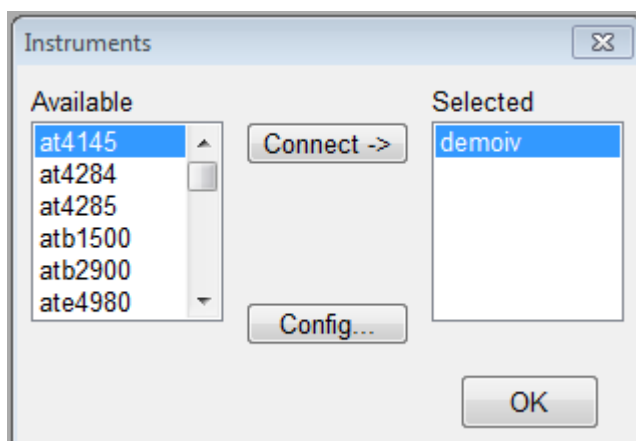 Instruments
Available
Selected
at4145
at4284
at4285
atb1500
atb2900
ate4980
Connect ->
Config...
demoiv
OK